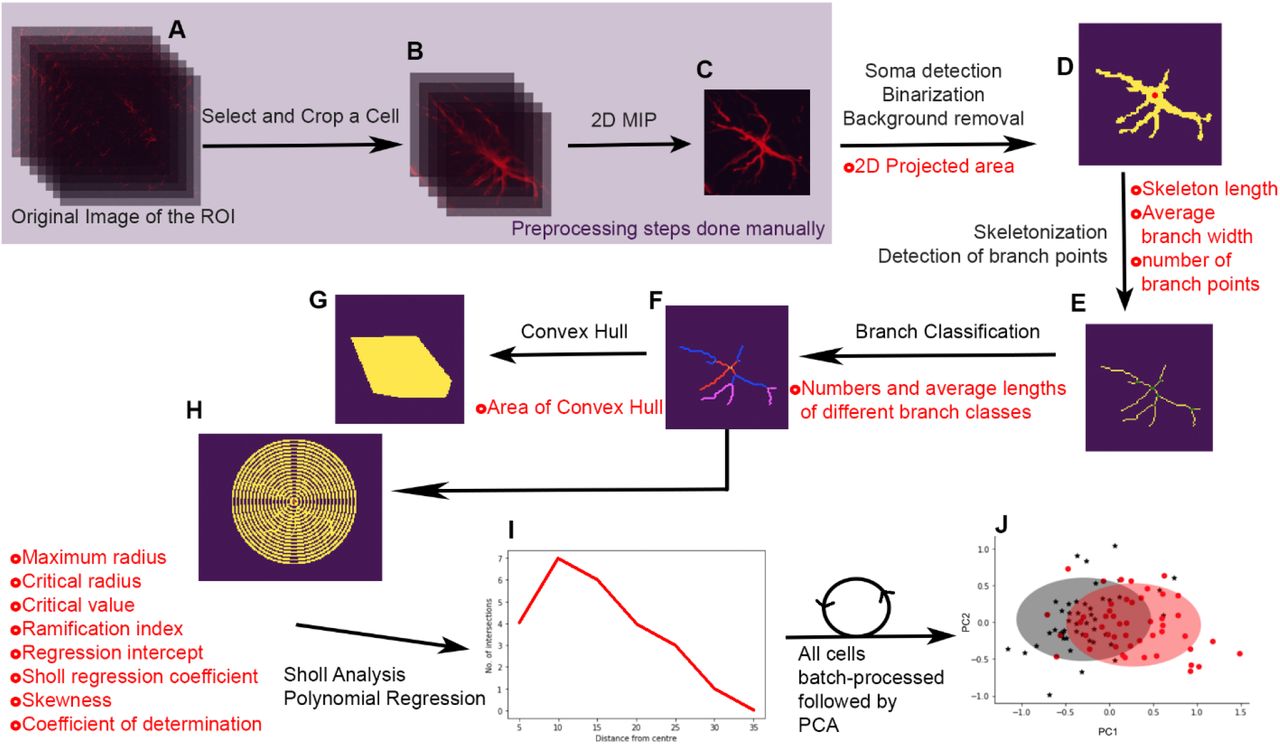 A
Select and Crop a Cell
Original Image of the ROI
B
2D MIP
C
Preprocessing steps done manually
Soma detection
Binarization
Background removal
2D Projected area
D
Skeletonization
Detection of branch points
Skeleton length
Average
branch width
number of
branch points
E
Branch Classification
Numbers and average lengths
of different branch classes
F
Convex Hull
Area of Convex Hull
G
H
Maximum radius
Critical radius
Critical value
Ramification index
Regression intercept
Sholl regression coefficient
Skewness
Coefficient of determination
Sholl Analysis
Polynomial Regression
I
No. of intersections
7
6
5
4
3
2
1
0
5
10
15
20
25
30
35
Distance from centre
All cells
batch-processed
followed by
PCA
J
PC2
1.0
0.5
0.0
−0.5
−1.0
−1.0
−0.5
0.0
0.5
1.0
1.5
PC1